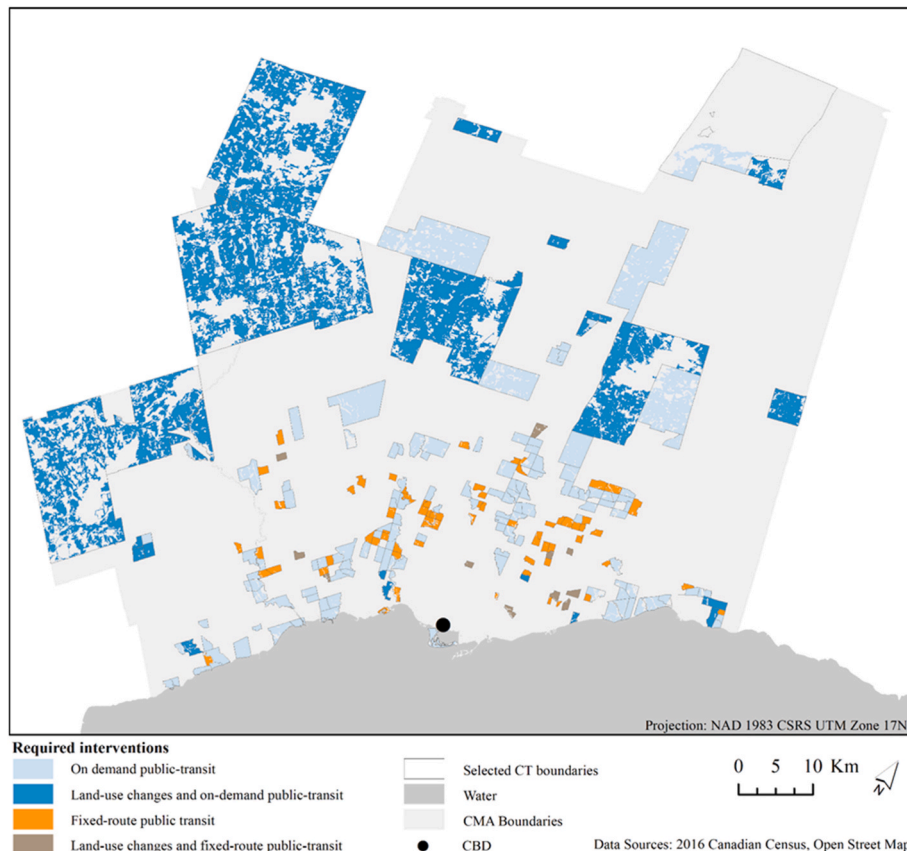 Projection: NAD 1983 CSRS UTM Zone 17N
Required interventions
On demand public-transit
Land-use changes and on-demand public-transit
Fixed-route public transit
Land-use changes and fixed-route public-transit
Selected CT boundaries
Water
CMA Boundaries
CBD
0 5 10 Km
N
Data Sources: 2016 Canadian Census, Open Street Map